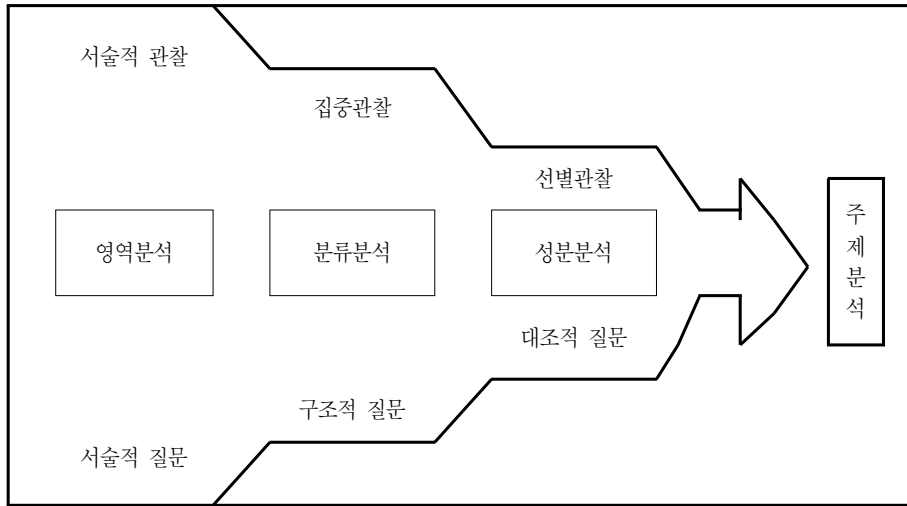 서술적 관찰
집중관찰
선별관찰
영역분석
분류분석
성분분석
주
제
분
석
대조적 질문
구조적 질문
서술적 질문